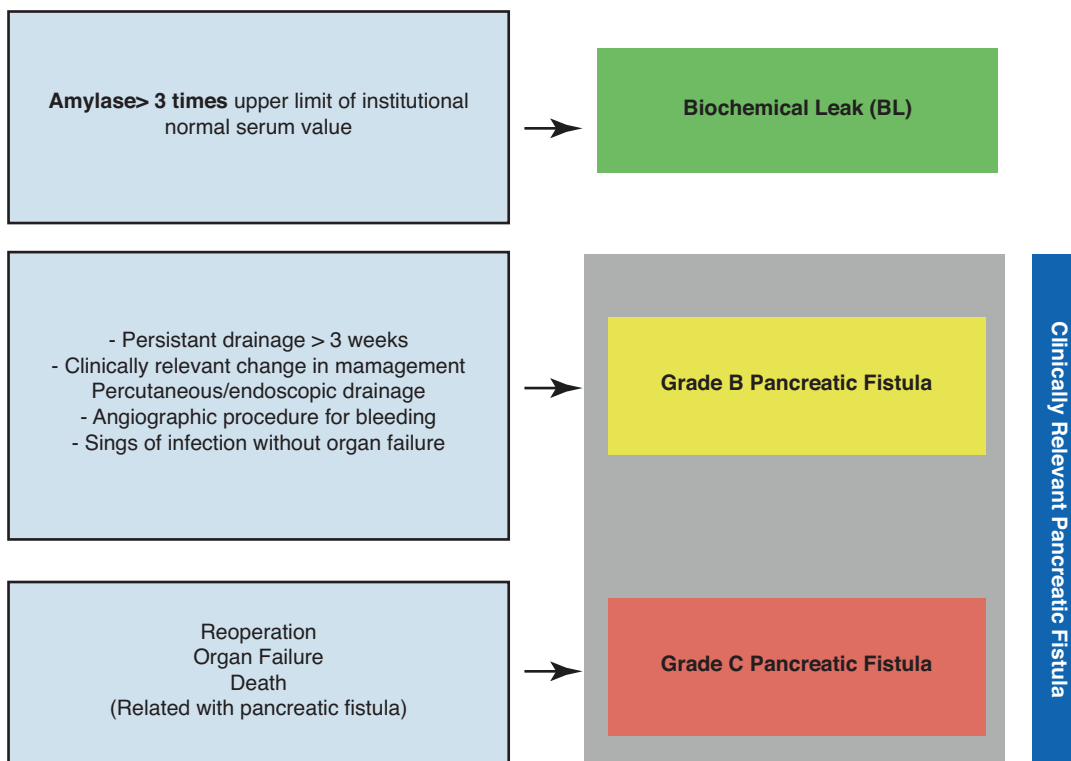 Amylase> 3 times upper limit of institutional
normal serum value
Biochemical Leak (BL)
- Persistant drainage > 3 weeks
- Clinically relevant change in mamagement
Percutaneous/endoscopic drainage
- Angiographic procedure for bleeding
- Sings of infection without organ failure
Grade B Pancreatic Fistula
Reoperation
Organ Failure
Death
(Related with pancreatic fistula)
Grade C Pancreatic Fistula
Clinically Relevant Pancreatic Fistula